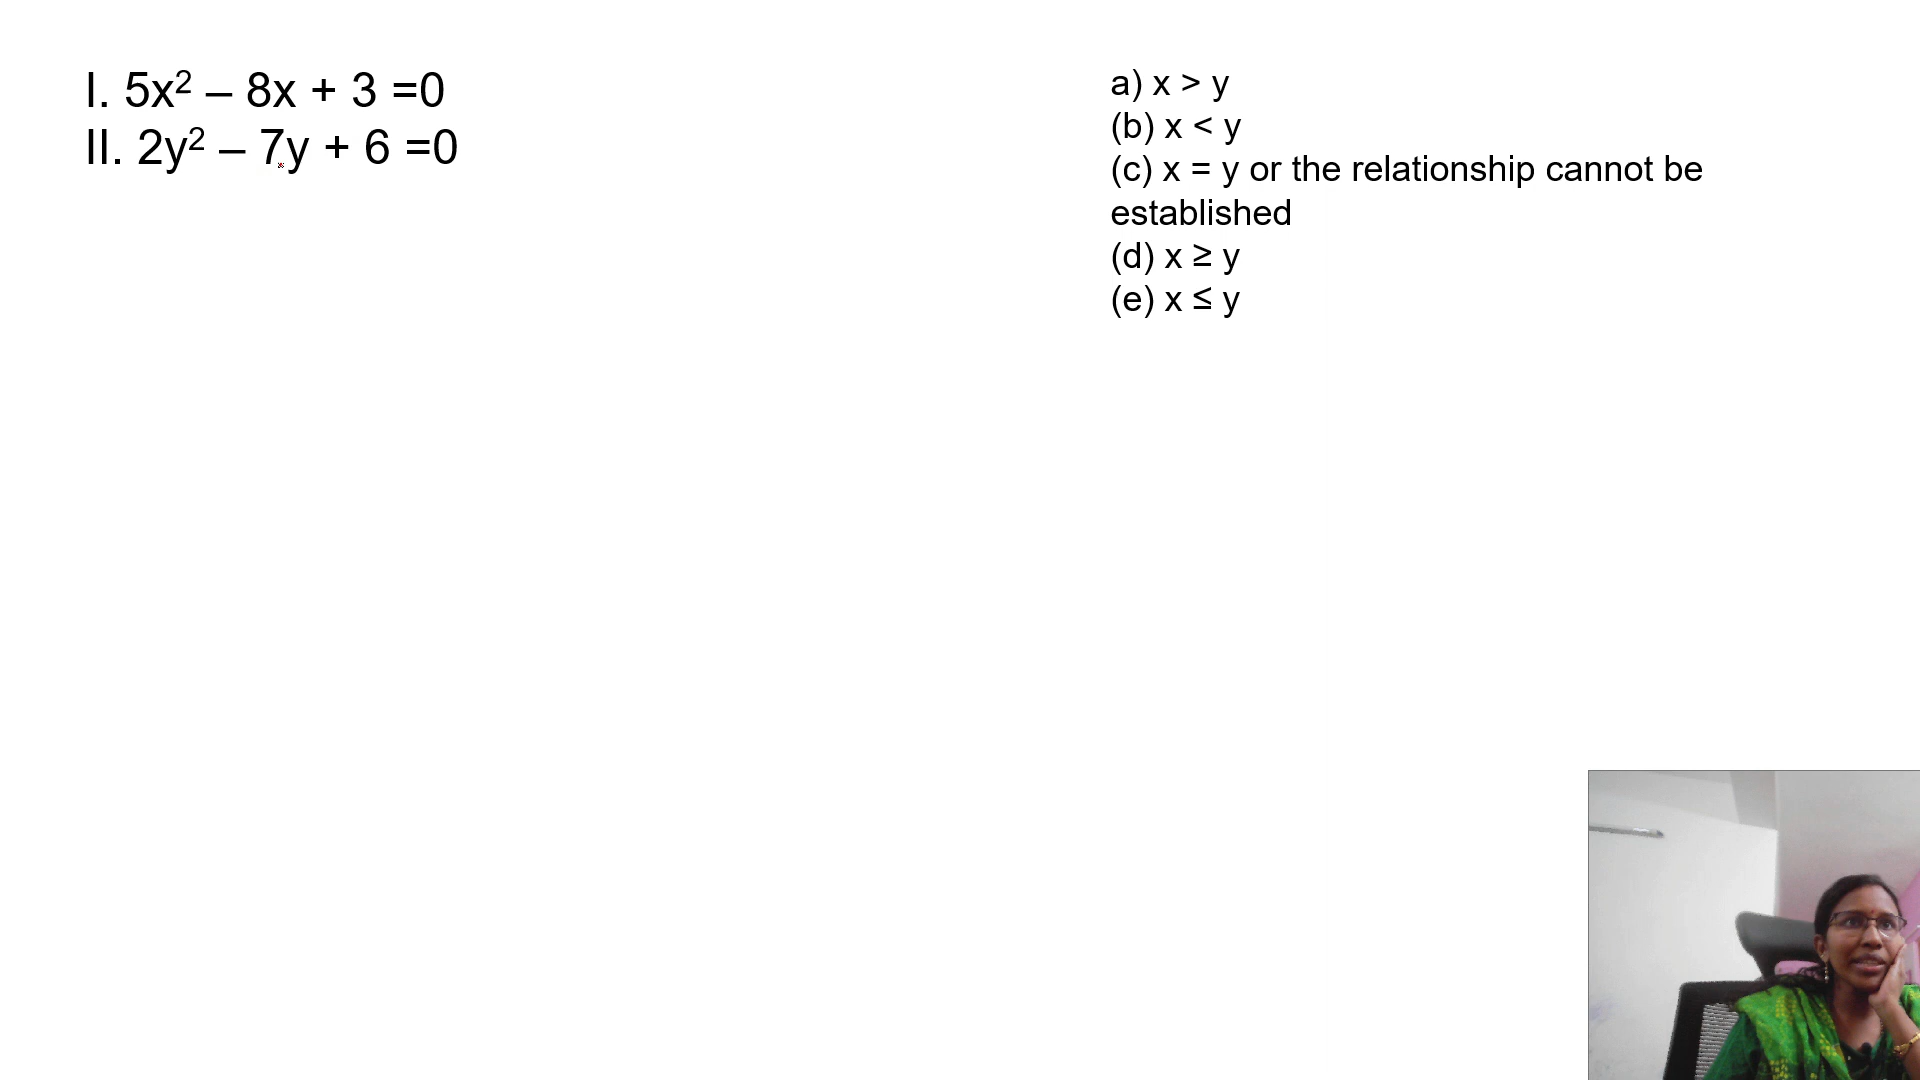 I. 5x² – 8x + 3 =0
II. 2y² – 7y + 6 =0
a) x > y
(b) x < y
(c) x = y or the relationship cannot be
established
(d) x ≥ y
(e) x ≤ y